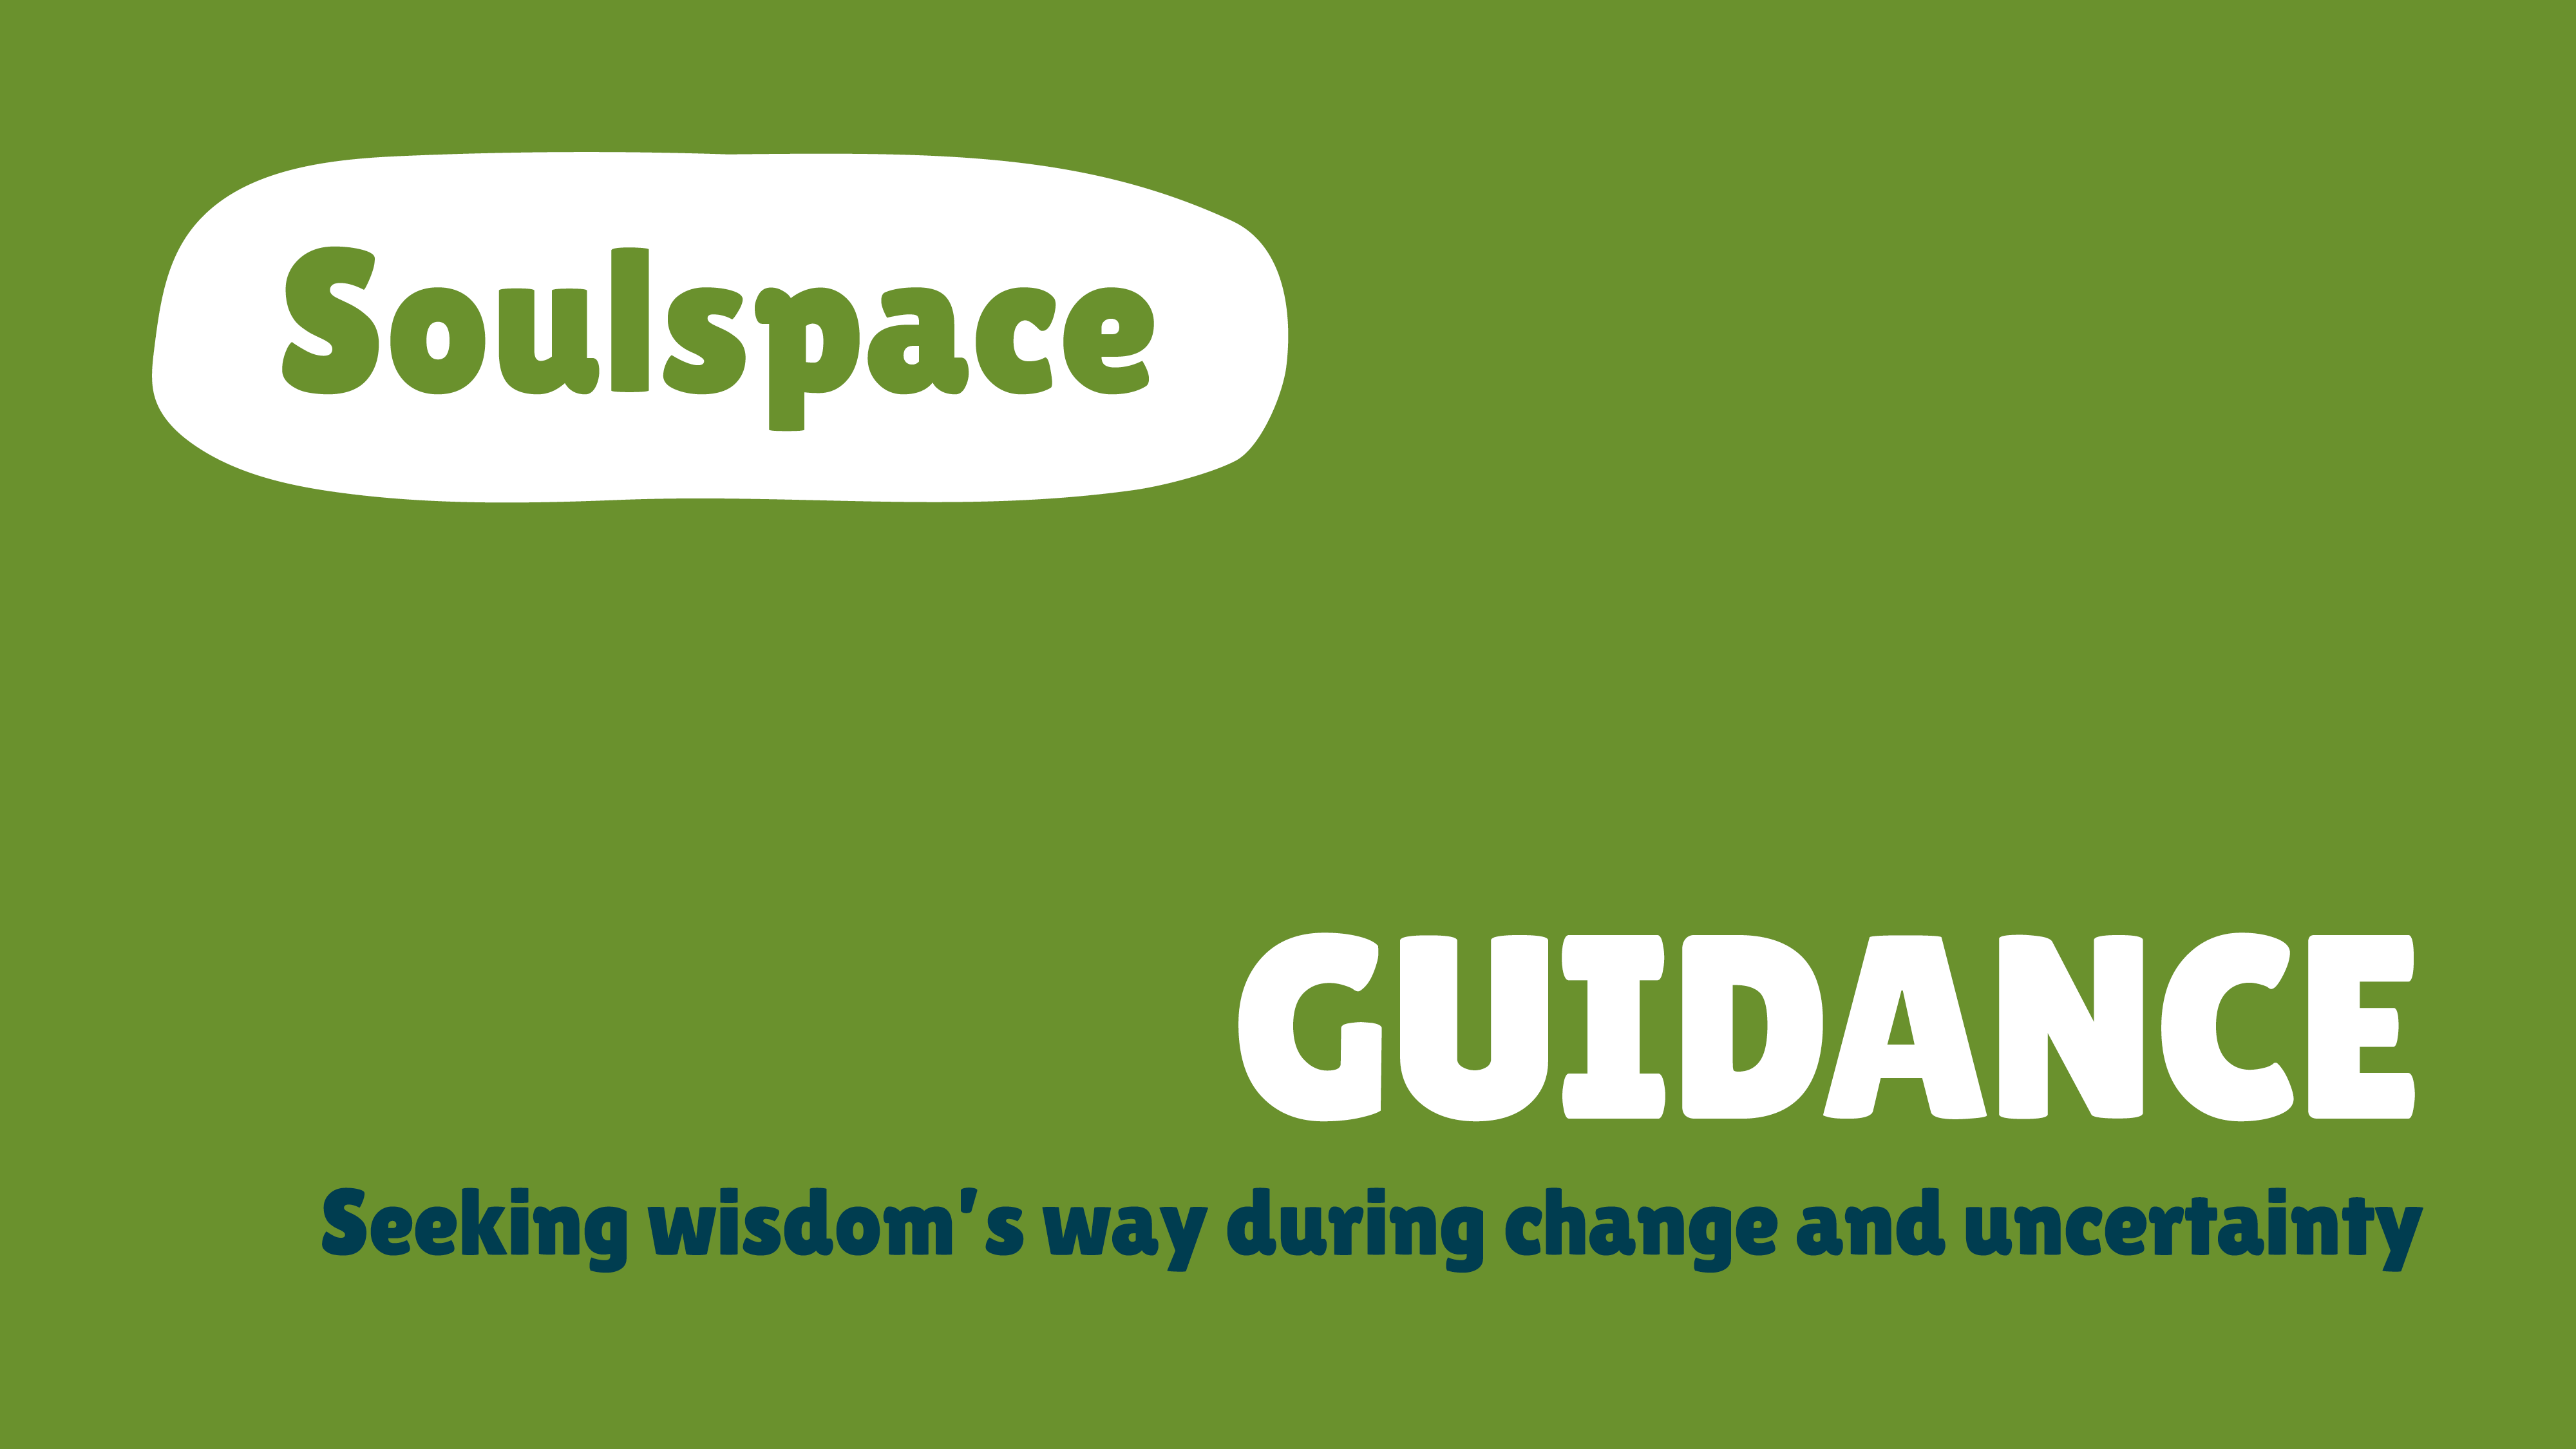 Soulspace
GUIDANCE
Seeking wisdom's way during change and uncertainty